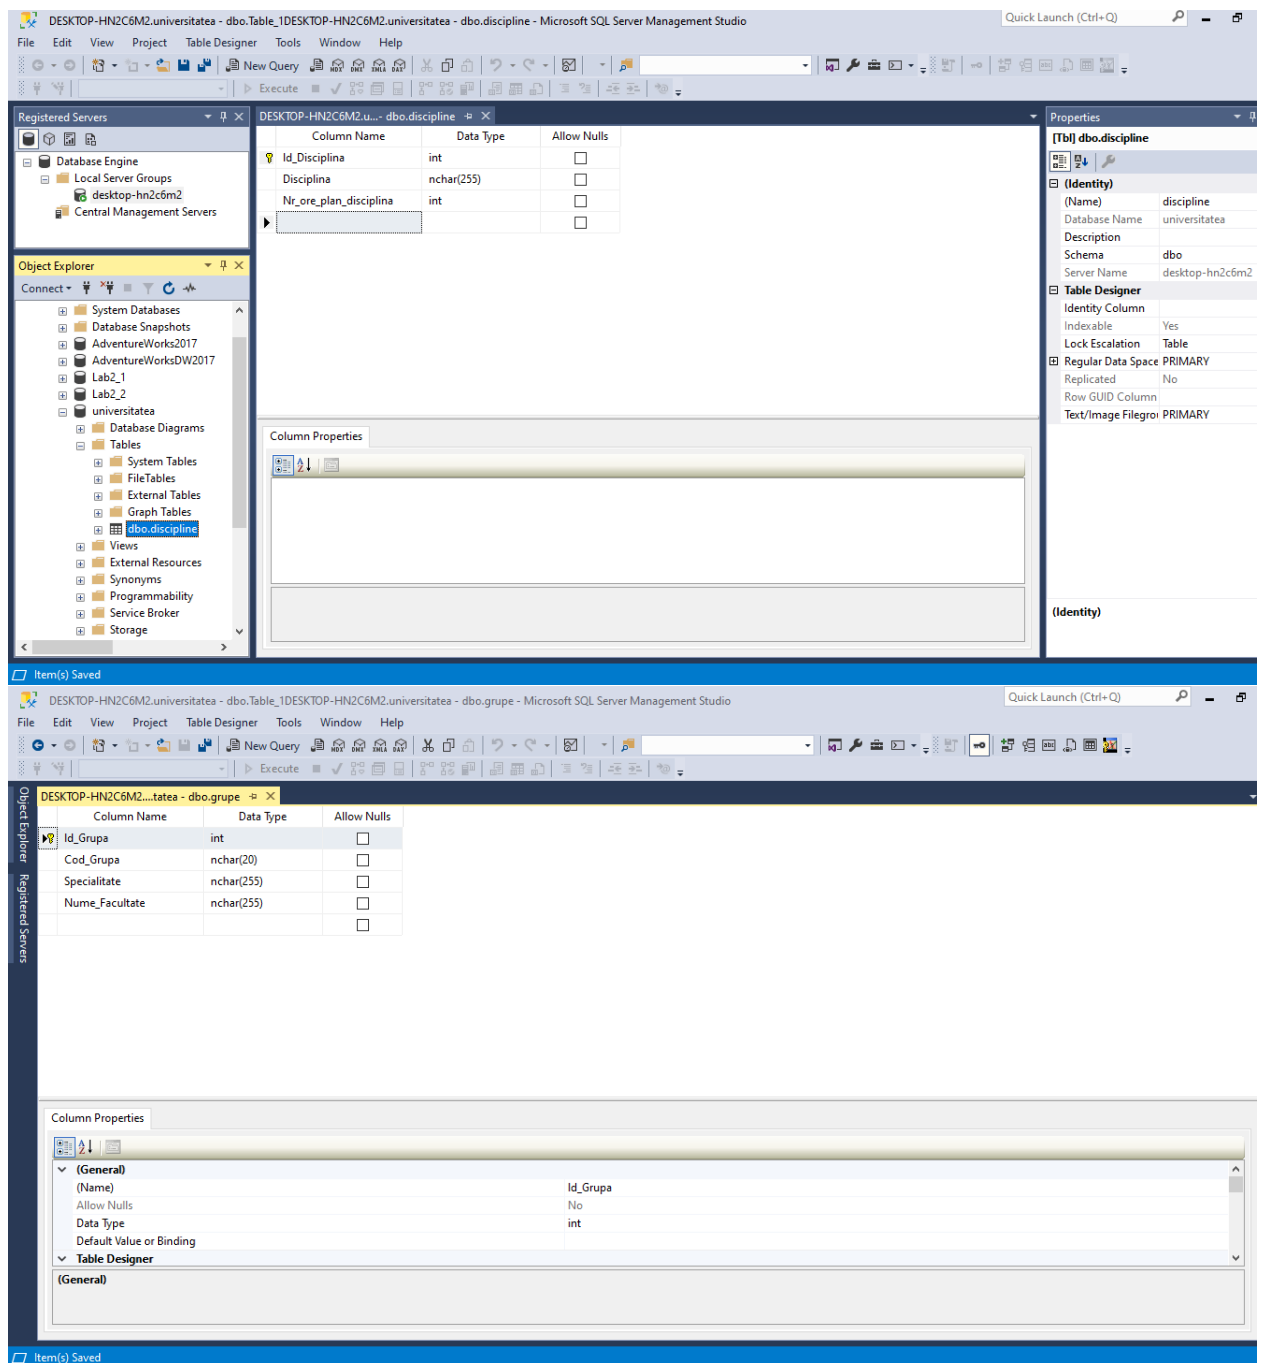 DESKTOP-HN2C6M2.universitatea - dbo.Table_1DESKTOP-HN2C6M2.universitatea - dbo.discipline - Microsoft SQL Server Management Studio
Quick Launch (Ctrl+Q)
File Edit View Project Table Designer Tools Window Help
New Query
Execute
Registered Servers
Database Engine
Local Server Groups
desktop-hn2c6m2
Central Management Servers
Object Explorer
Connect
System Databases
Database Snapshots
AdventureWorks2017
AdventureWorksDW2017
Lab2_1
Lab2_2
universitatea
Database Diagrams
Tables
System Tables
FileTables
External Tables
Graph Tables
dbo.discipline
Views
External Resources
Synonyms
Programmability
Service Broker
Storage
DESKTOP-HN2C6M2.u...- dbo.discipline
Column Name Data Type Allow Nulls
Id_Disciplina int
Disciplina nchar(255)
Nr_ore_plan_disciplina int
Column Properties
Properties
[Tbl] dbo.discipline
(Identity)
(Name) discipline
Database Name universitatea
Description
Schema dbo
Server Name desktop-hn2c6m2
Table Designer
Identity Column
Indexable Yes
Lock Escalation Table
Regular Data Space PRIMARY
Replicated No
Row GUID Column
Text/Image Filegrou PRIMARY
(Identity)
Item(s) Saved
DESKTOP-HN2C6M2.universitatea - dbo.Table_1DESKTOP-HN2C6M2.universitatea - dbo.grupe - Microsoft SQL Server Management Studio
Quick Launch (Ctrl+Q)
File Edit View Project Table Designer Tools Window Help
New Query
Execute
Object Explorer
Registered Servers
DESKTOP-HN2C6M2....tatea - dbo.grupe
Column Name Data Type Allow Nulls
Id_Grupa int
Cod_Grupa nchar(20)
Specialitate nchar(255)
Nume_Facultate nchar(255)
Column Properties
(General)
(Name) Id_Grupa
Allow Nulls No
Data Type int
Default Value or Binding
Table Designer
(General)
Item(s) Saved